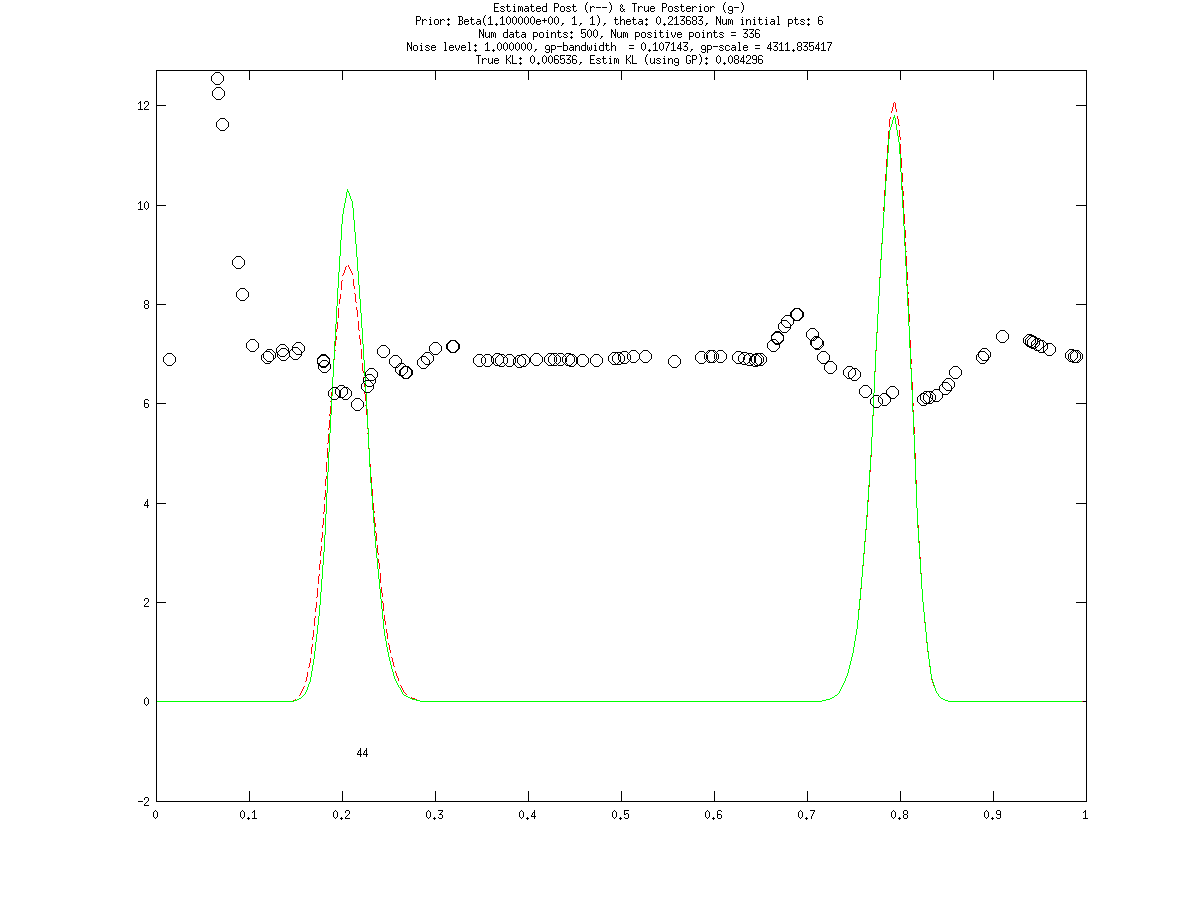 Estimated Post (r--) & True Posterior (g-)
Prior: Beta(1.100000e+00, 1, 1), theta: 0.213683, Num initial pts: 6
Num data points: 500, Num positive points = 336
Noise level: 1.000000, gp-bandwidth  = 0.107143, gp-scale = 4311.835417
True KL: 0.006536, Estim KL (using GP): 0.084296
12
10
8
6
4
2
0
44
-2
0 0.1 0.2 0.3 0.4 0.5 0.6 0.7 0.8 0.9 1